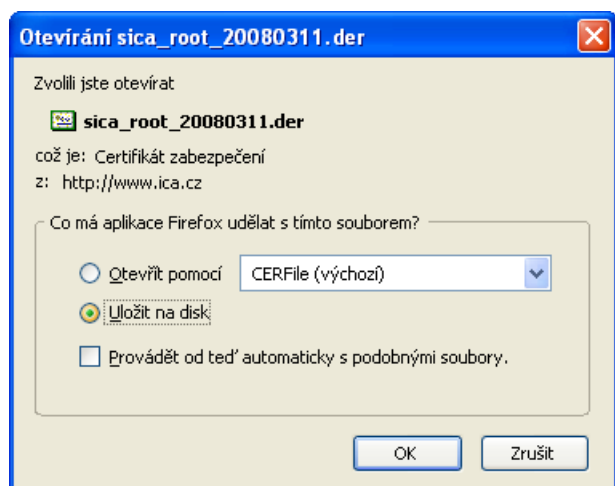 Otevírání sica_root_20080311.der
Zvolili jste otevírat
sica_root_20080311.der
což je: Certifikát zabezpečení
z: http://www.ica.cz
Co má aplikace Firefox udělat s tímto souborem?
Otevřít pomocí CERFile (výchozí)
Uložit na disk
Provádět od teď automaticky s podobnými soubory.
OK Zrušit